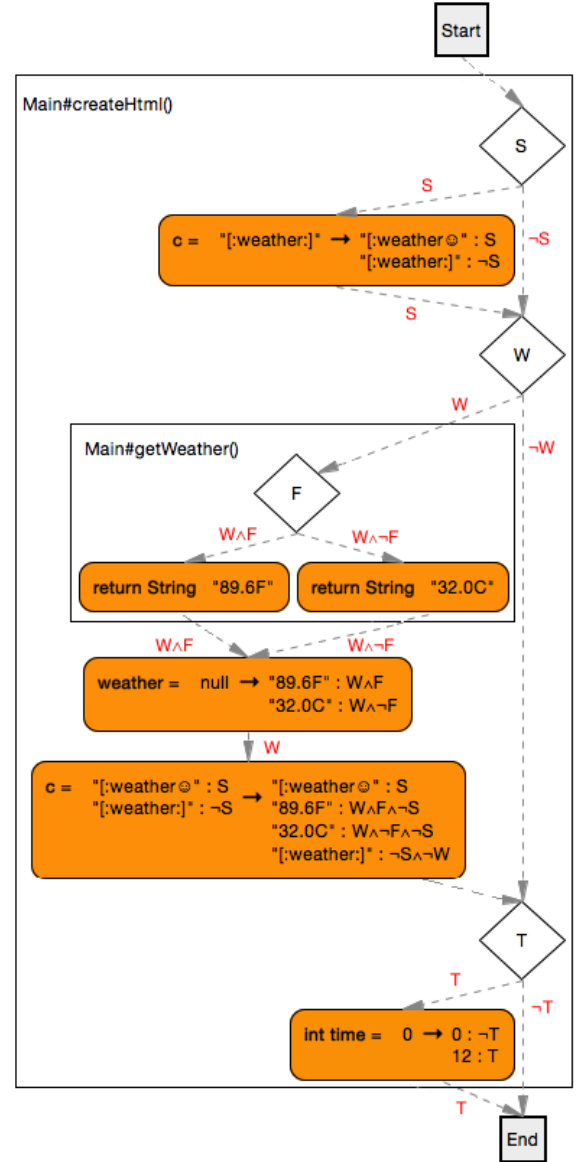 Start
Main#createHtml()
S
S
¬S
c = "[:weather:]" → "[:weather☺" : S
"[:weather:]" : ¬S
S
W
W
¬W
Main#getWeather()
F
W∧F
W∧¬F
return String "89.6F"
return String "32.0C"
W∧F
W∧¬F
weather = null → "89.6F" : W∧F
"32.0C" : W∧¬F
W
c = "[:weather☺" : S → "[:weather☺" : S
"[:weather:]" : ¬S "89.6F" : W∧F∧¬S
"32.0C" : W∧¬F∧¬S
"[:weather:]" : ¬S∧¬W
T
T
¬T
int time = 0 → 0 : ¬T
12 : T
T
End